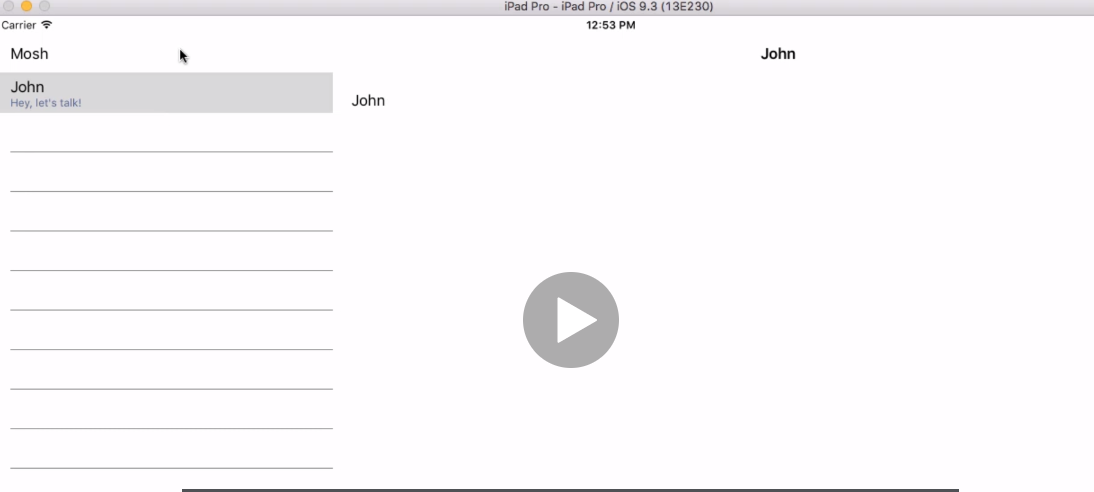 iPad Pro - iPad Pro / iOS 9.3 (13E230)
Carrier 12:53 PM
Mosh
John
John
Hey, let's talk!
John